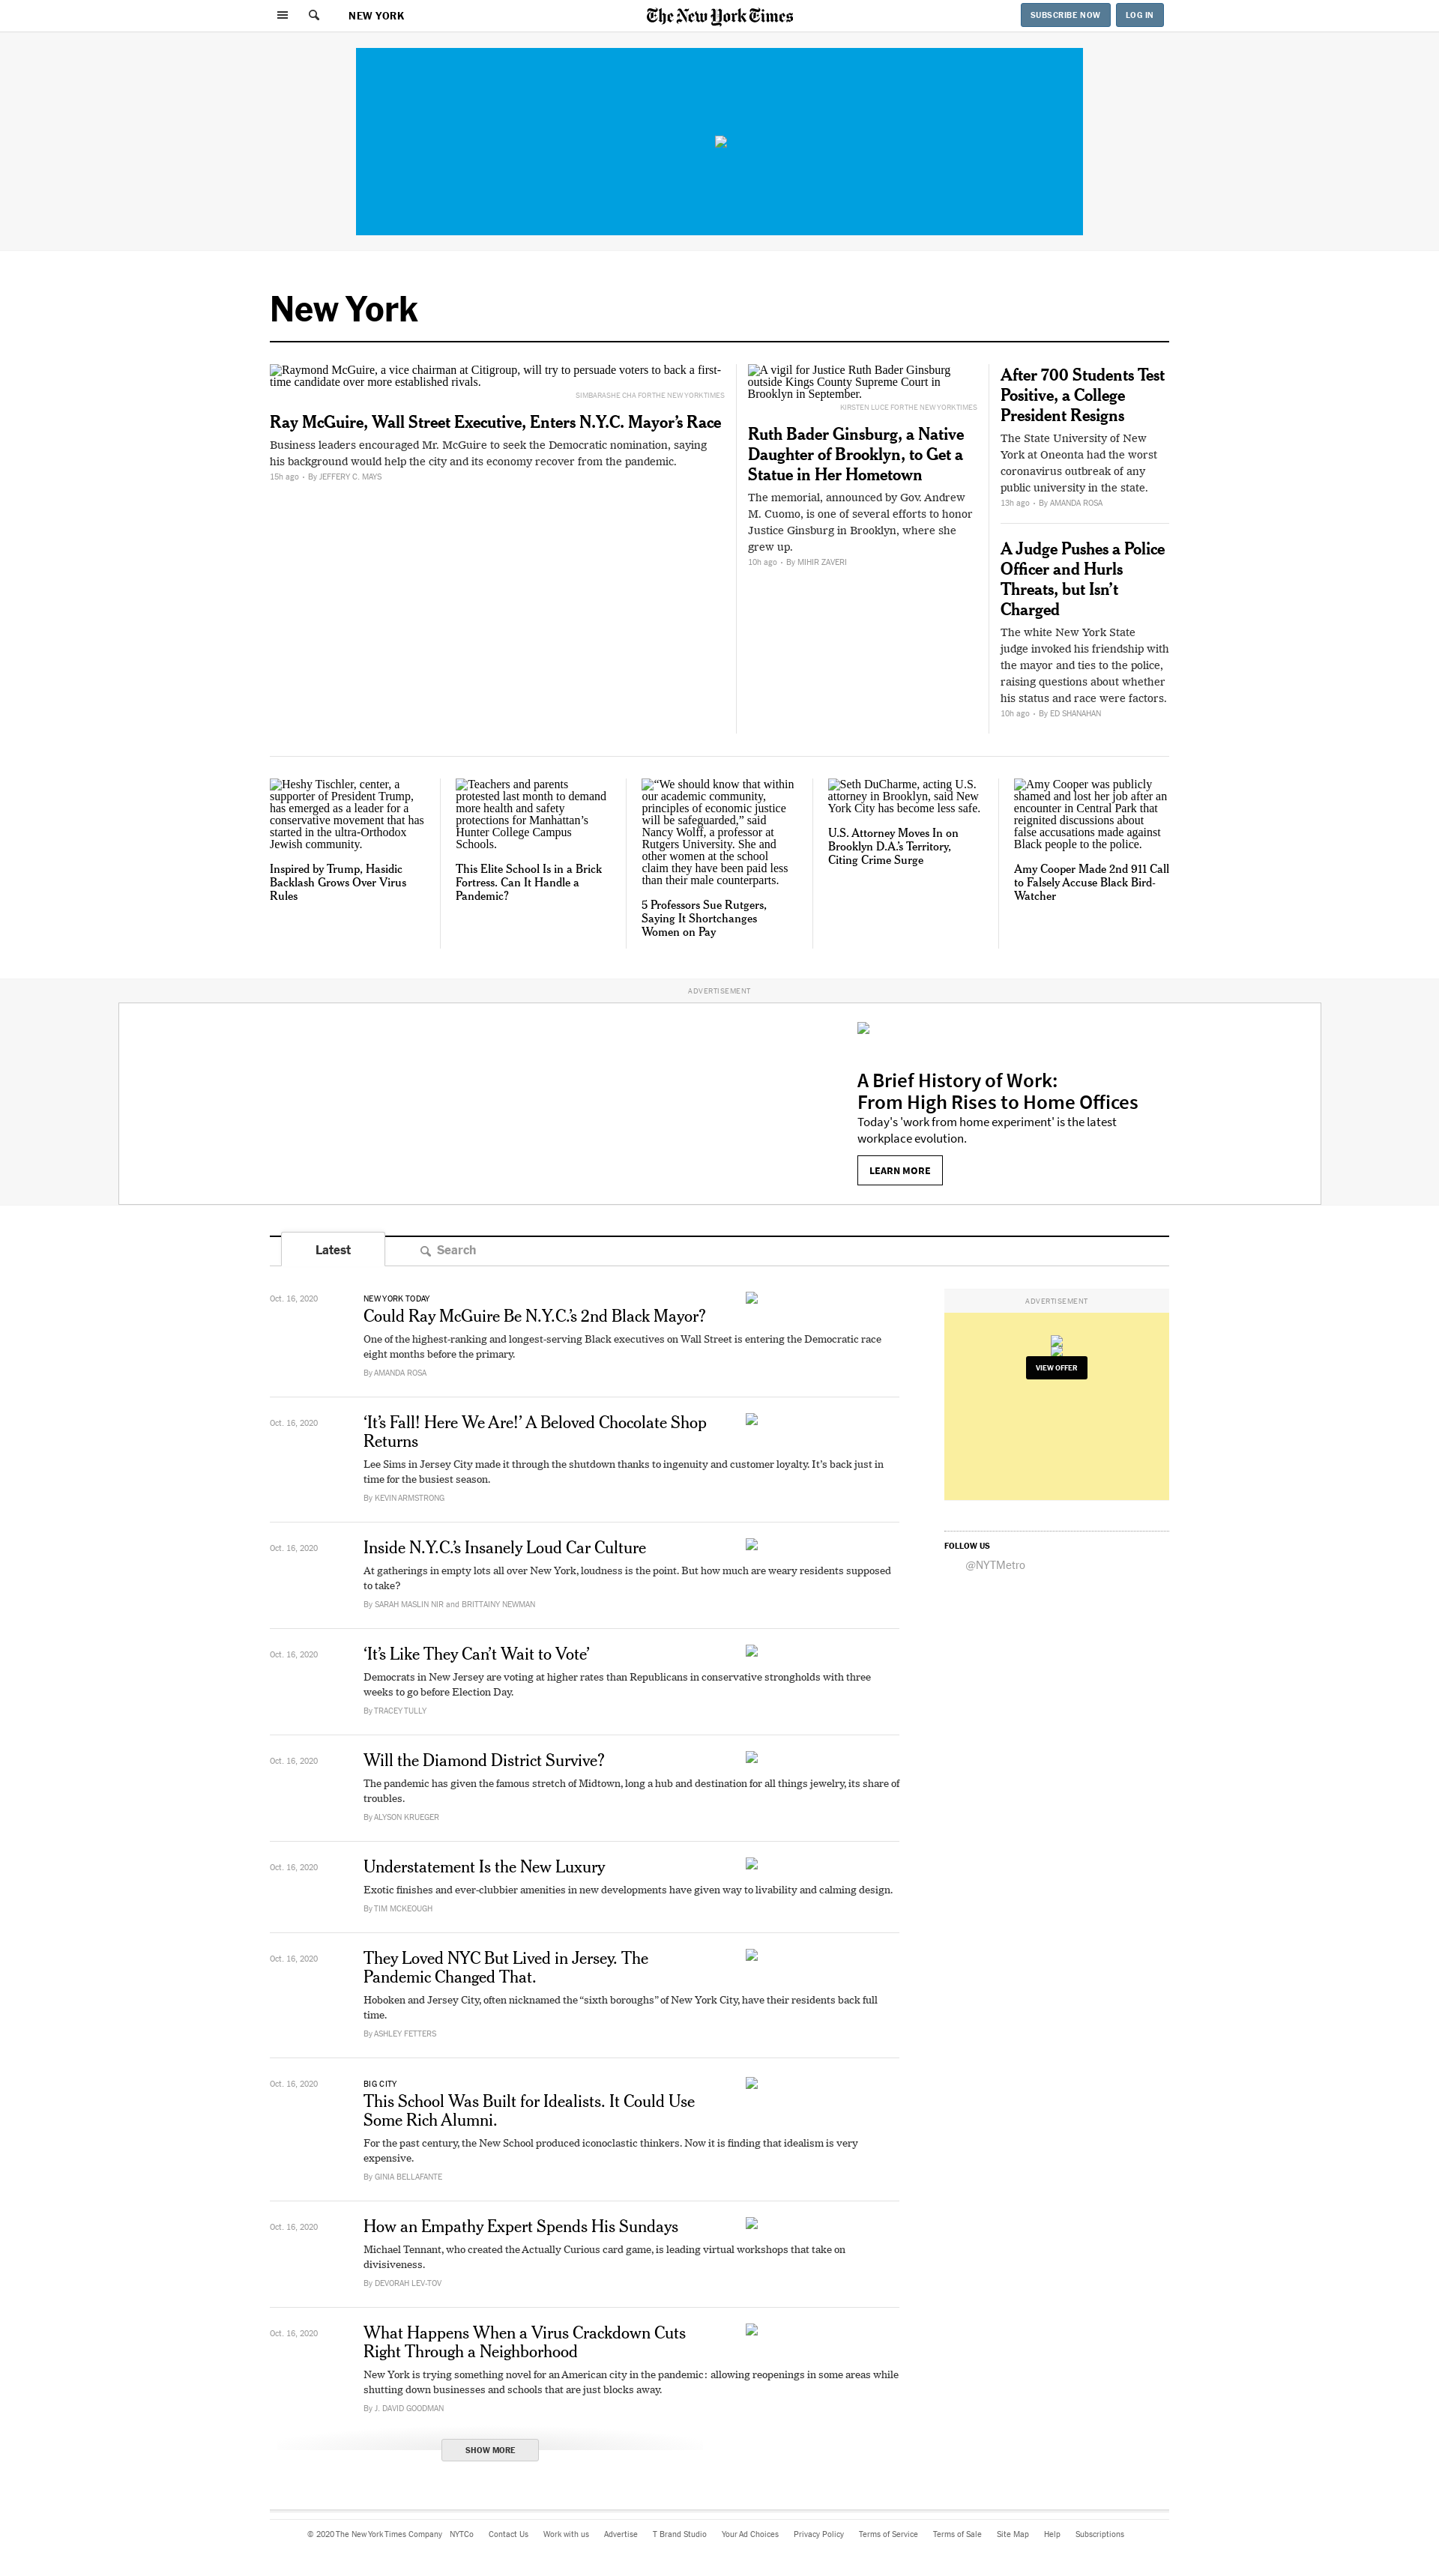 NEW YORK
The New York Times
SUBSCRIBE NOW
LOG IN
New York
Raymond McGuire, a vice chairman at Citigroup, will try to persuade voters to back a first-
time candidate over more established rivals.
SIMBARASHE CHA FOR THE NEW YORK TIMES
Ray McGuire, Wall Street Executive, Enters N.Y.C. Mayor's Race
Business leaders encouraged Mr. McGuire to seek the Democratic nomination, saying
his background would help the city and its economy recover from the pandemic.
15h ago • By JEFFERY C. MAYS
A vigil for Justice Ruth Bader Ginsburg
outside Kings County Supreme Court in
Brooklyn in September.
KIRSTEN LUCE FOR THE NEW YORK TIMES
Ruth Bader Ginsburg, a Native
Daughter of Brooklyn, to Get a
Statue in Her Hometown
The memorial, announced by Gov. Andrew
M. Cuomo, is one of several efforts to honor
Justice Ginsburg in Brooklyn, where she
grew up.
10h ago • By MIHIR ZAVERI
After 700 Students Test
Positive, a College
President Resigns
The State University of New
York at Oneonta had the worst
coronavirus outbreak of any
public university in the state.
13h ago • By AMANDA ROSA
A Judge Pushes a Police
Officer and Hurls
Threats, but Isn't
Charged
The white New York State
judge invoked his friendship with
the mayor and ties to the police,
raising questions about whether
his status and race were factors.
10h ago • By ED SHANAHAN
Heshy Tischler, center, a
supporter of President Trump,
has emerged as a leader for a
conservative movement that has
started in the ultra-Orthodox
Jewish community.
Inspired by Trump, Hasidic
Backlash Grows Over Virus
Rules
Teachers and parents
protested last month to demand
more health and safety
protections for Manhattan's
Hunter College Campus
Schools.
This Elite School Is in a Brick
Fortress. Can It Handle a
Pandemic?
“We should know that within
our academic community,
principles of economic justice
will be safeguarded,” said
Nancy Wolff, a professor at
Rutgers University. She and
other women at the school
claim they have been paid less
than their male counterparts.
5 Professors Sue Rutgers,
Saying It Shortchanges
Women on Pay
Seth DuCharme, acting U.S.
attorney in Brooklyn, said New
York City has become less safe.
U.S. Attorney Moves In on
Brooklyn D.A.'s Territory,
Citing Crime Surge
Amy Cooper was publicly
shamed and lost her job after an
encounter in Central Park that
reignited discussions about
false accusations made against
Black people to the police.
Amy Cooper Made 2nd 911 Call
to Falsely Accuse Black Bird-
Watcher
ADVERTISEMENT
A Brief History of Work:
From High Rises to Home Offices
Today's 'work from home experiment' is the latest
workplace evolution.
LEARN MORE
Latest
Search
Oct. 16, 2020
NEW YORK TODAY
Could Ray McGuire Be N.Y.C.'s 2nd Black Mayor?
One of the highest-ranking and longest-serving Black executives on Wall Street is entering the Democratic race
eight months before the primary.
By AMANDA ROSA
Oct. 16, 2020
‘It's Fall! Here We Are!’ A Beloved Chocolate Shop
Returns
Lee Sims in Jersey City made it through the shutdown thanks to ingenuity and customer loyalty. It's back just in
time for the busiest season.
By KEVIN ARMSTRONG
Oct. 16, 2020
Inside N.Y.C.'s Insanely Loud Car Culture
At gatherings in empty lots all over New York, loudness is the point. But how much are weary residents supposed
to take?
By SARAH MASLIN NIR and BRITTAINY NEWMAN
Oct. 16, 2020
‘It's Like They Can't Wait to Vote’
Democrats in New Jersey are voting at higher rates than Republicans in conservative strongholds with three
weeks to go before Election Day.
By TRACEY TULLY
Oct. 16, 2020
Will the Diamond District Survive?
The pandemic has given the famous stretch of Midtown, long a hub and destination for all things jewelry, its share of
troubles.
By ALYSON KRUEGER
Oct. 16, 2020
Understatement Is the New Luxury
Exotic finishes and ever-clubbier amenities in new developments have given way to livability and calming design.
By TIM MCKEOUGH
Oct. 16, 2020
They Loved NYC But Lived in Jersey. The
Pandemic Changed That.
Hoboken and Jersey City, often nicknamed the “sixth boroughs” of New York City, have their residents back full
time.
By ASHLEY FETTERS
Oct. 16, 2020
BIG CITY
This School Was Built for Idealists. It Could Use
Some Rich Alumni.
For the past century, the New School produced iconoclastic thinkers. Now it is finding that idealism is very
expensive.
By GINIA BELLAFANTE
Oct. 16, 2020
How an Empathy Expert Spends His Sundays
Michael Tennant, who created the Actually Curious card game, is leading virtual workshops that take on
divisiveness.
By DEVORAH LEV-TOV
Oct. 16, 2020
What Happens When a Virus Crackdown Cuts
Right Through a Neighborhood
New York is trying something novel for an American city in the pandemic: allowing reopenings in some areas while
shutting down businesses and schools that are just blocks away.
By J. DAVID GOODMAN
SHOW MORE
ADVERTISEMENT
VIEW OFFER
FOLLOW US
@NYTMetro
© 2020 The New York Times Company NYTCo Contact Us Work with us Advertise T Brand Studio Your Ad Choices Privacy Policy Terms of Service Terms of Sale Site Map Help Subscriptions